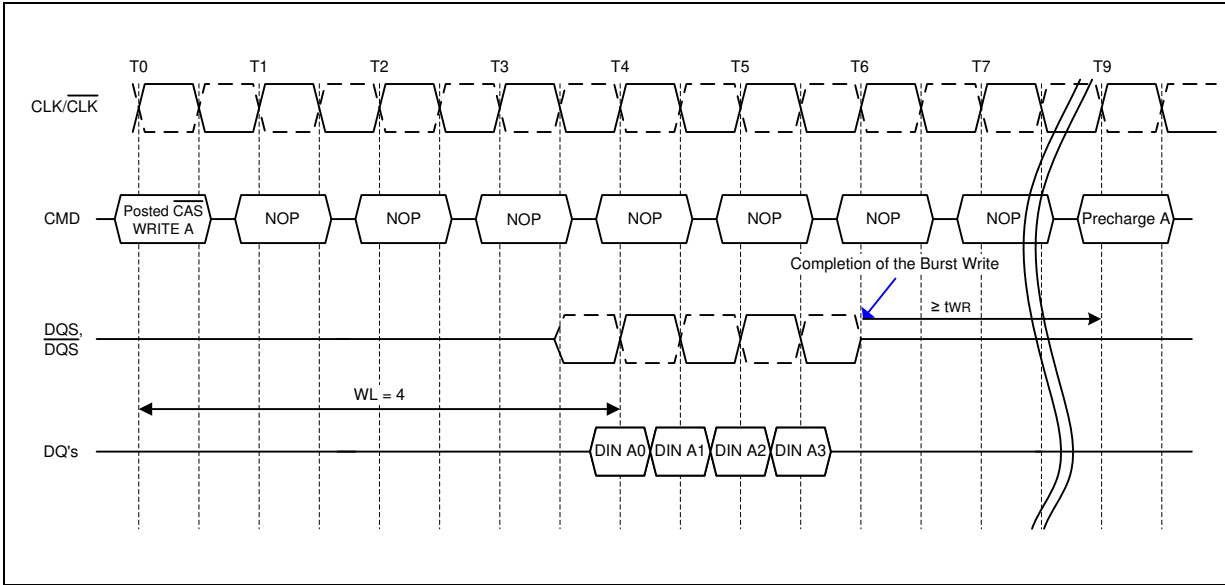 T0 T1 T2 T3 T4 T5 T6 T7 T9
CLK/CLK
CMD Posted CAS WRITE A NOP NOP NOP NOP NOP NOP NOP Precharge A
Completion of the Burst Write
≥ tWR
DQS,
DQS
WL = 4
DQ's DIN A0 DIN A1 DIN A2 DIN A3